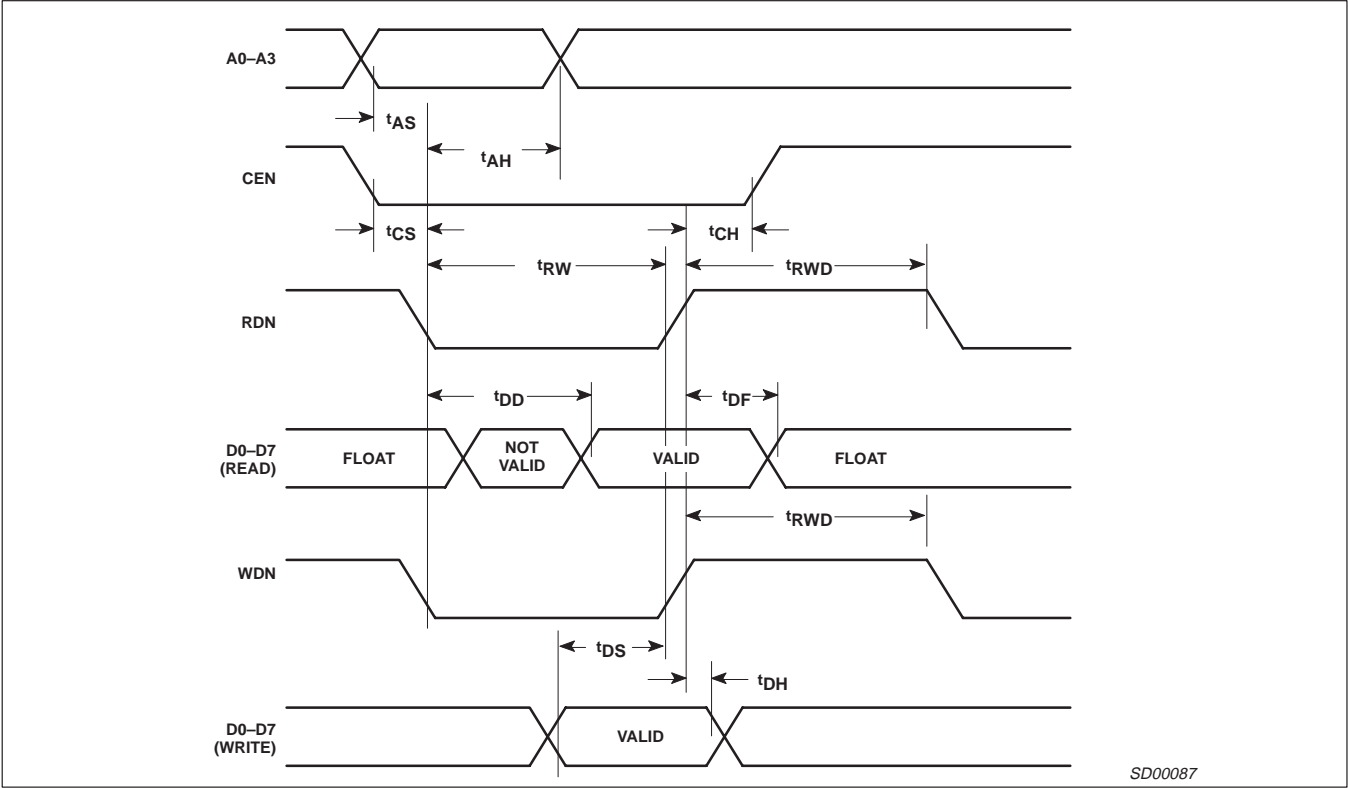 A0–A3
tAS
tAH
CEN
tCS
tCH
tRW
tRWD
RDN
tDD
tDF
D0–D7
(READ)
FLOAT
NOT
VALID
VALID
FLOAT
tRWD
WDN
tDS
tDH
D0–D7
(WRITE)
VALID
SD00087